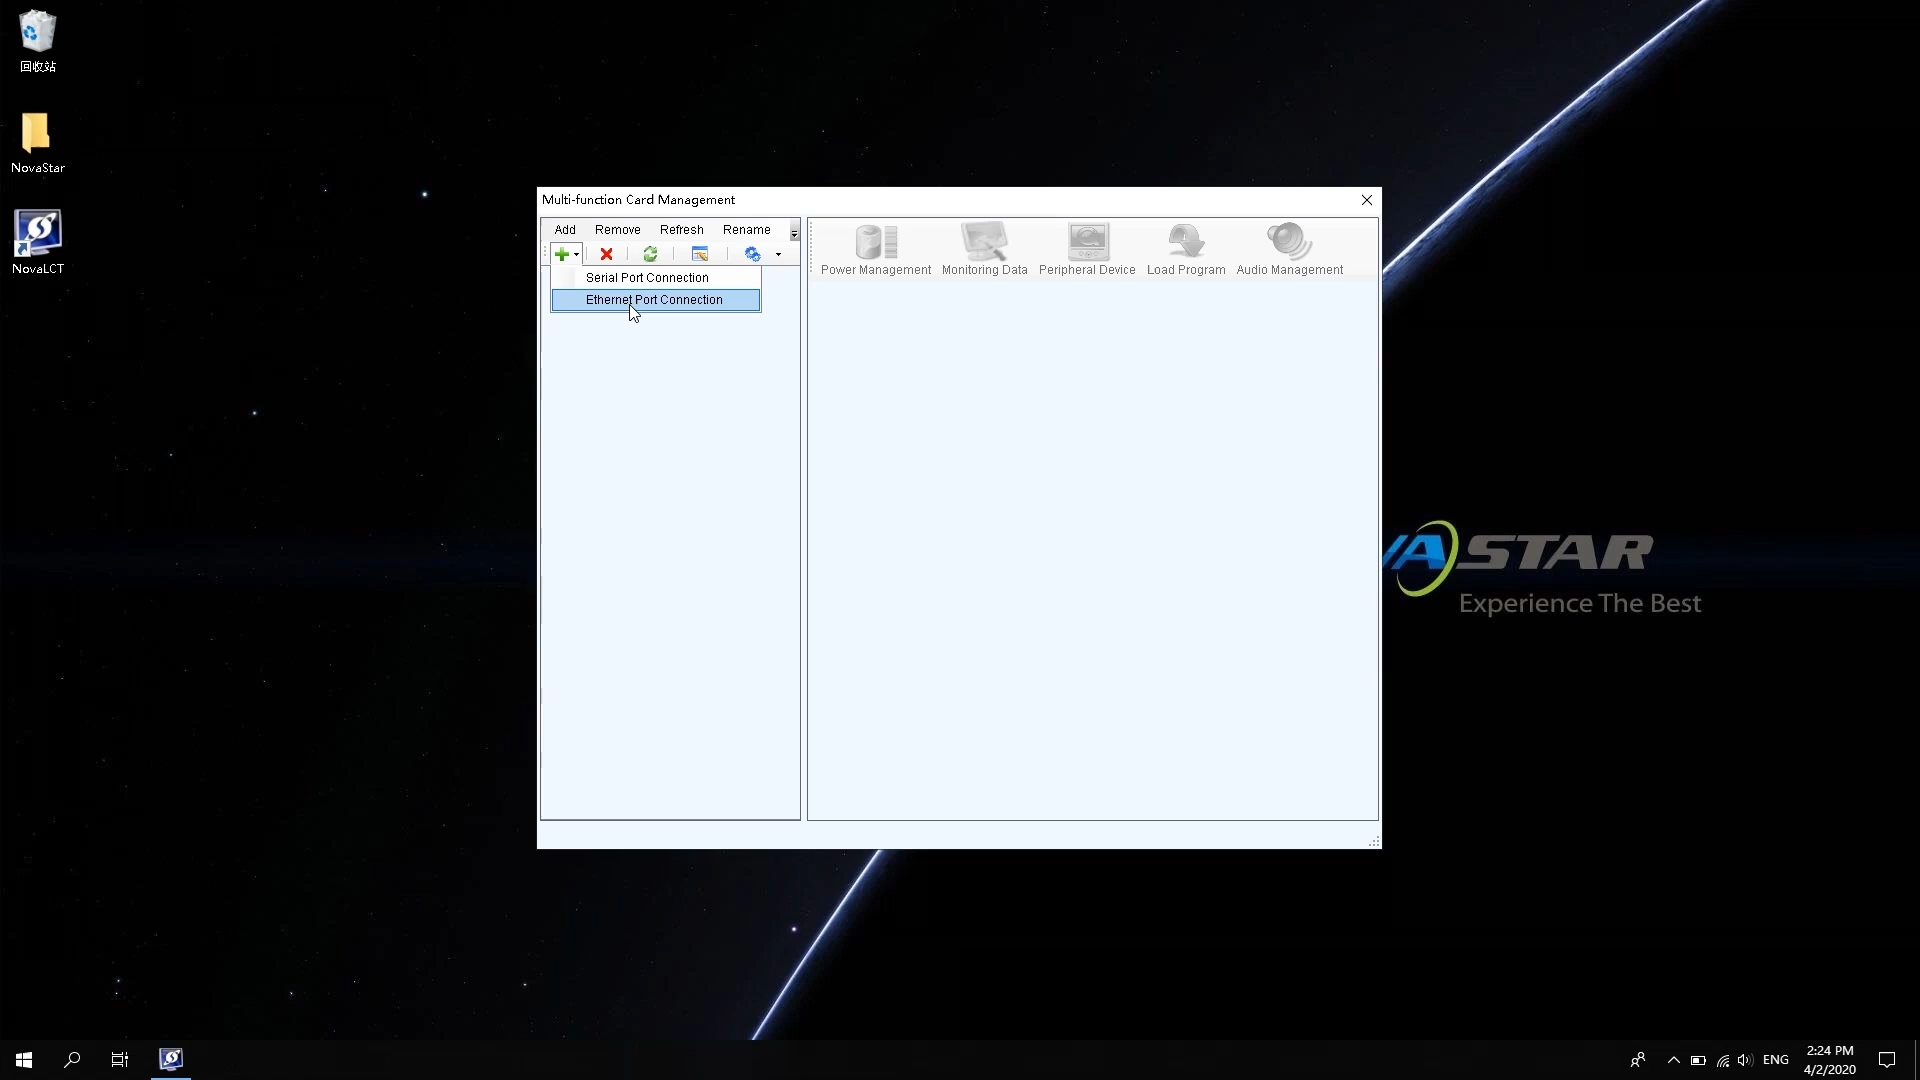 回收站
NovaStar
NovaLCT
Multi-function Card Management
Add Remove Refresh Rename
Serial Port Connection
Ethernet Port Connection
Power Management Monitoring Data Peripheral Device Load Program Audio Management
STAR
Experience The Best
ENG
2:24 PM
4/2/2020